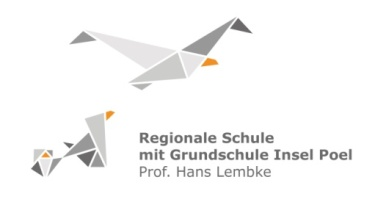 Regionale Schule
mit Grundschule Insel Poel
Prof. Hans Lembke